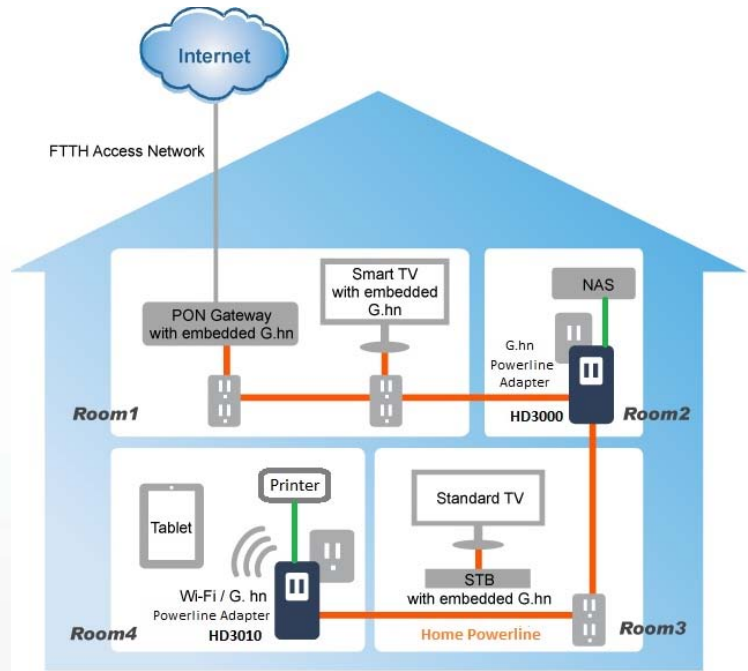 Internet
FTTH Access Network
PON Gateway
with embedded G.hn
Smart TV
with embedded
G.hn
Room1
NAS
G.hn
Powerline
Adapter
HD3000
Room2
Tablet
Printer
Wi-Fi / G. hn
Powerline Adapter
HD3010
Room4
Standard TV
STB
with embedded G.hn
Home Powerline
Room3